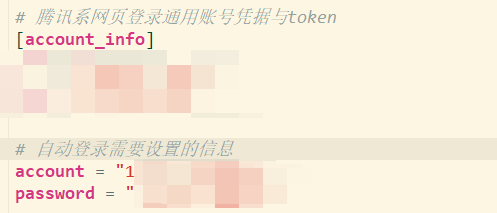 # 腾讯系网页登录通用账号凭据与token
[account_info]
# 自动登录需要设置的信息
account = "1
password = "